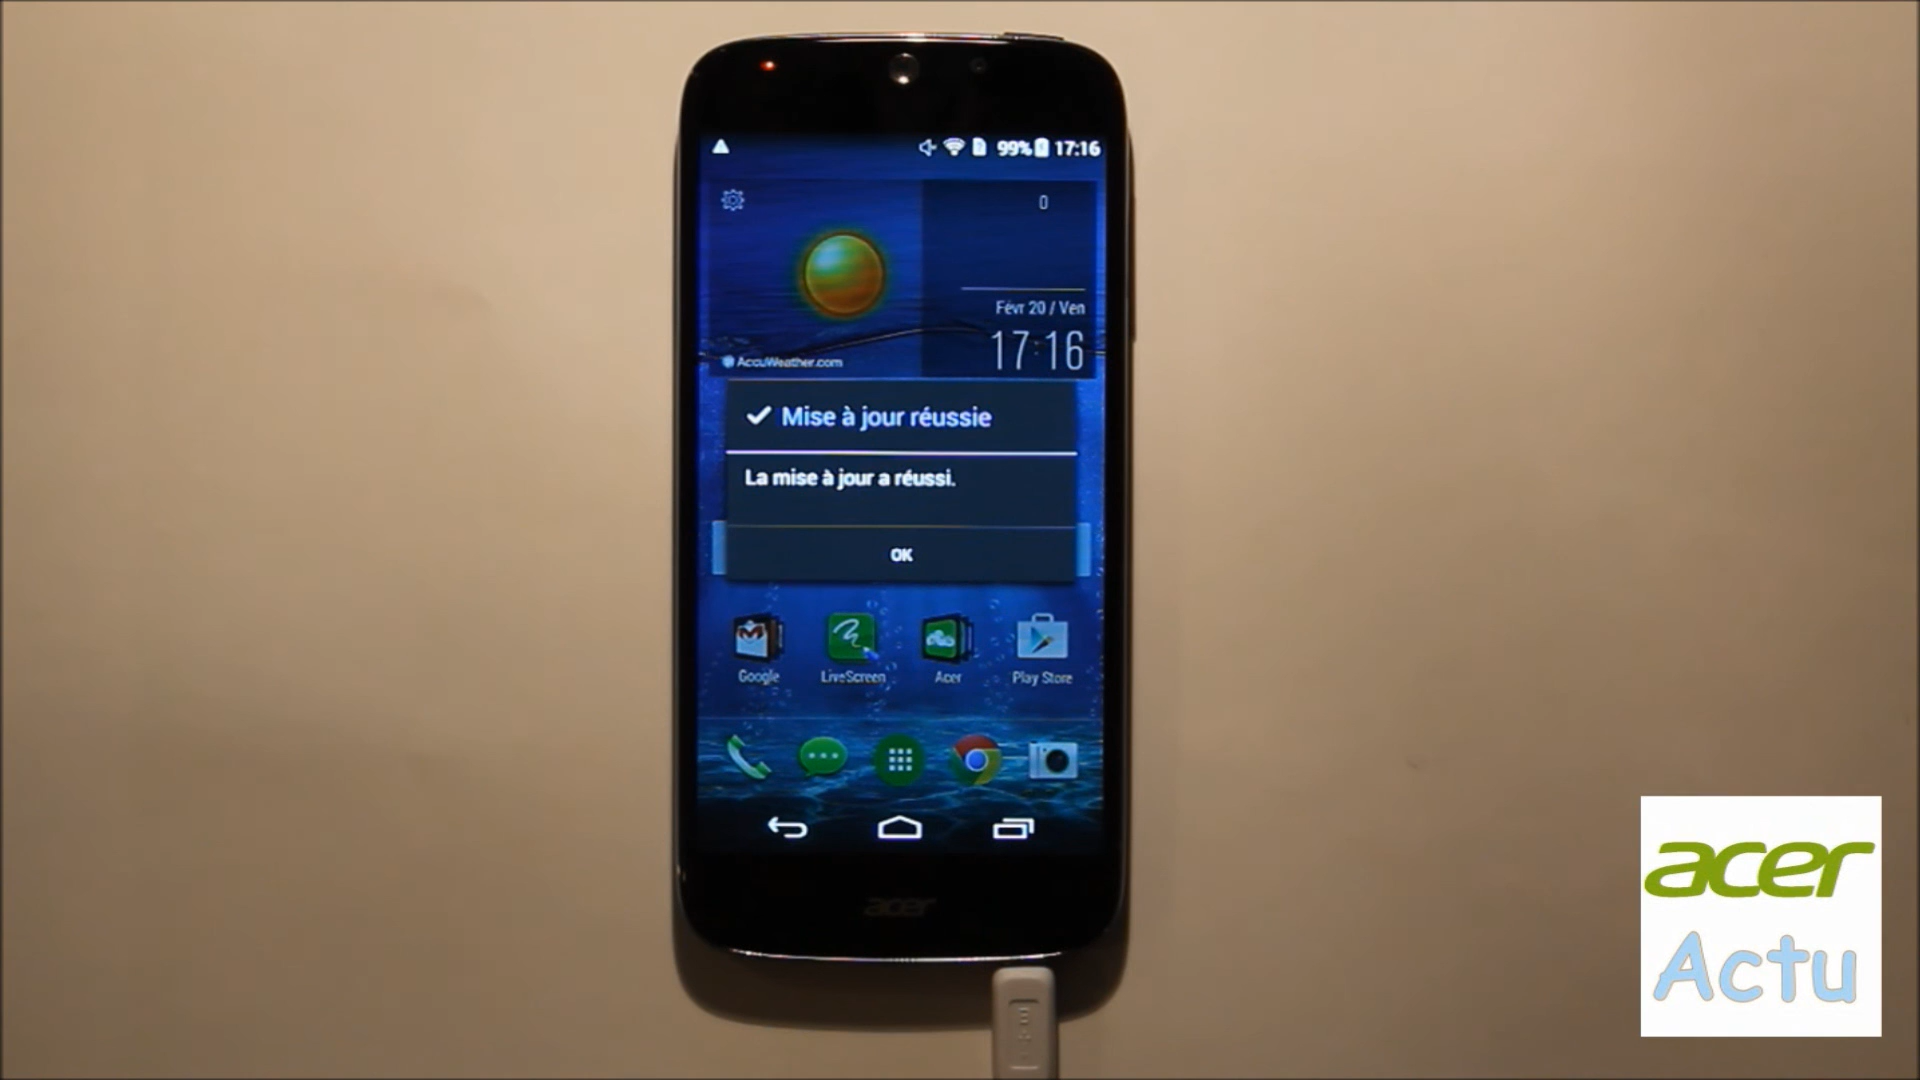 99% 17:16
0
Févr 20 / Ven
17:16
AccuWeather.com
Mise à jour réussie
La mise à jour a réussi.
OK
Google
LiveScreen
Acer
Play Store
acer
acer
Actu